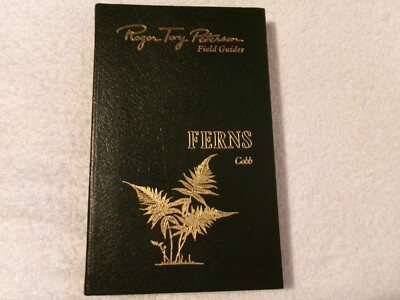 Roger Tory Peterson
Field Guides
FERNS
Cobb